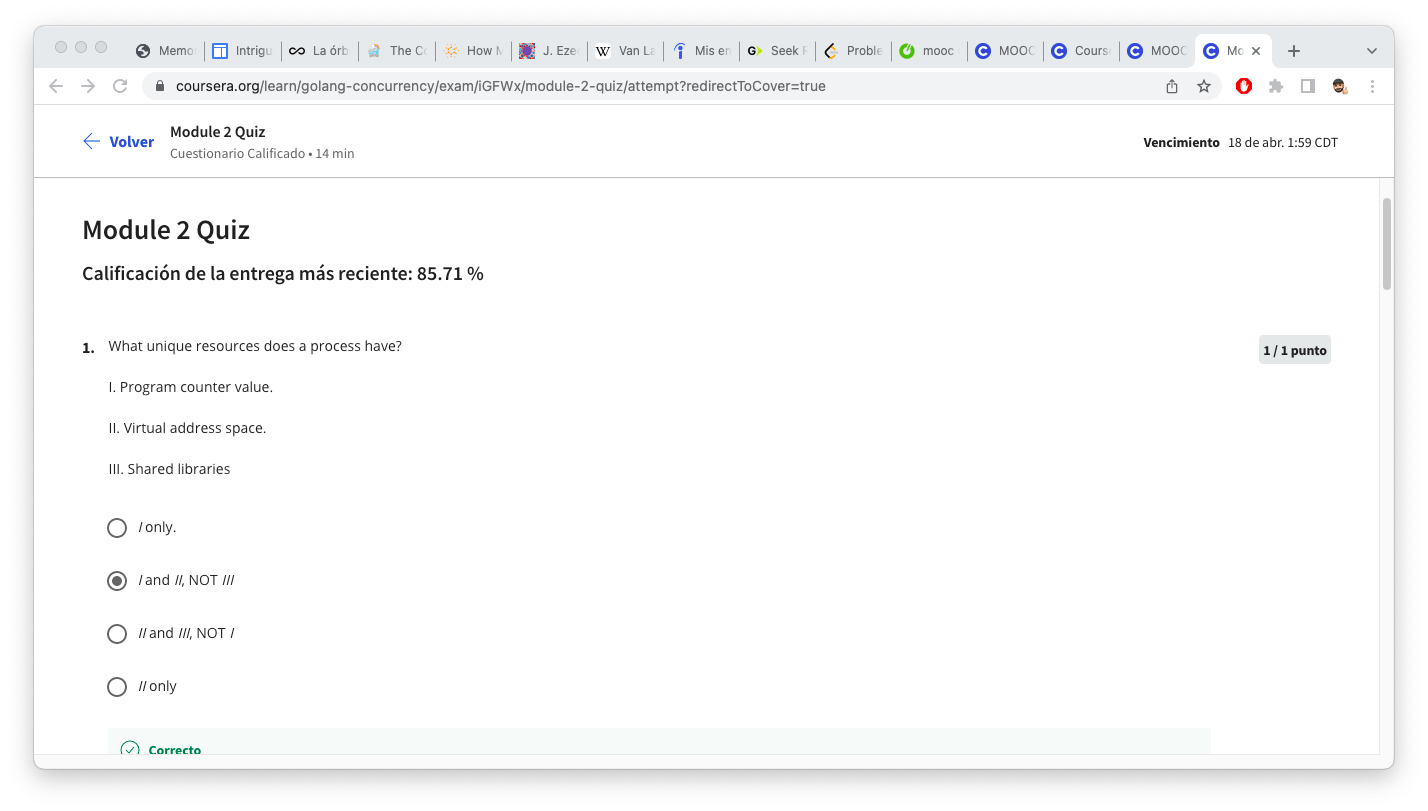 Memo
Intrigu
La órb
The Co
How M
J. Ezeq
Van La
Mis en
G Seek F
Proble
mooc
MOOC
Course
MOOC
Mo
coursera.org/learn/golang-concurrency/exam/iGFWx/module-2-quiz/attempt?redirectToCover=true
Volver
Module 2 Quiz
Cuestionario Calificado • 14 min
Vencimiento 18 de abr. 1:59 CDT
Module 2 Quiz
Calificación de la entrega más reciente: 85.71 %
1. What unique resources does a process have?
1 / 1 punto
I. Program counter value.
II. Virtual address space.
III. Shared libraries
I only.
I and II, NOT III
II and III, NOT I
II only
Correcto